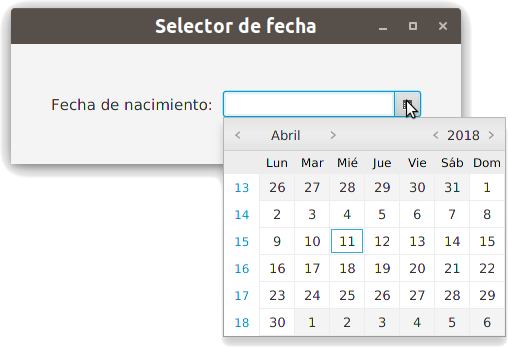 Selector de fecha
Fecha de nacimiento:
Abril 2018
Lun Mar Mié Jue Vie Sáb Dom
13 26 27 28 29 30 31 1
14 2 3 4 5 6 7 8
15 9 10 11 12 13 14 15
16 16 17 18 19 20 21 22
17 23 24 25 26 27 28 29
18 30 1 2 3 4 5 6